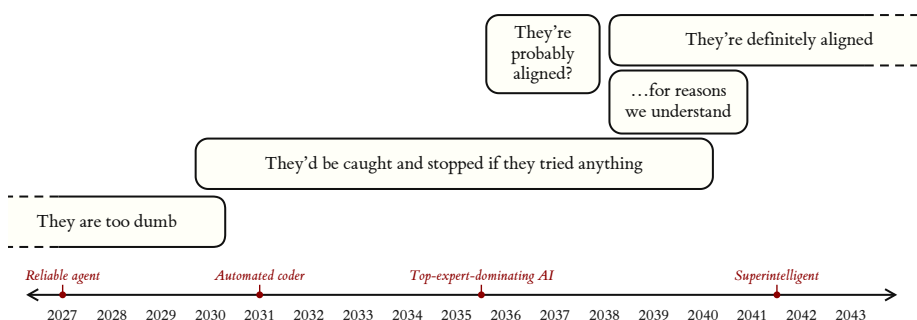 They're
probably
aligned?
They're definitely aligned
…for reasons
we understand
They'd be caught and stopped if they tried anything
They are too dumb
Reliable agent
Automated coder
Top-expert-dominating AI
Superintelligent
2027 2028 2029 2030 2031 2032 2033 2034 2035 2036 2037 2038 2039 2040 2041 2042 2043